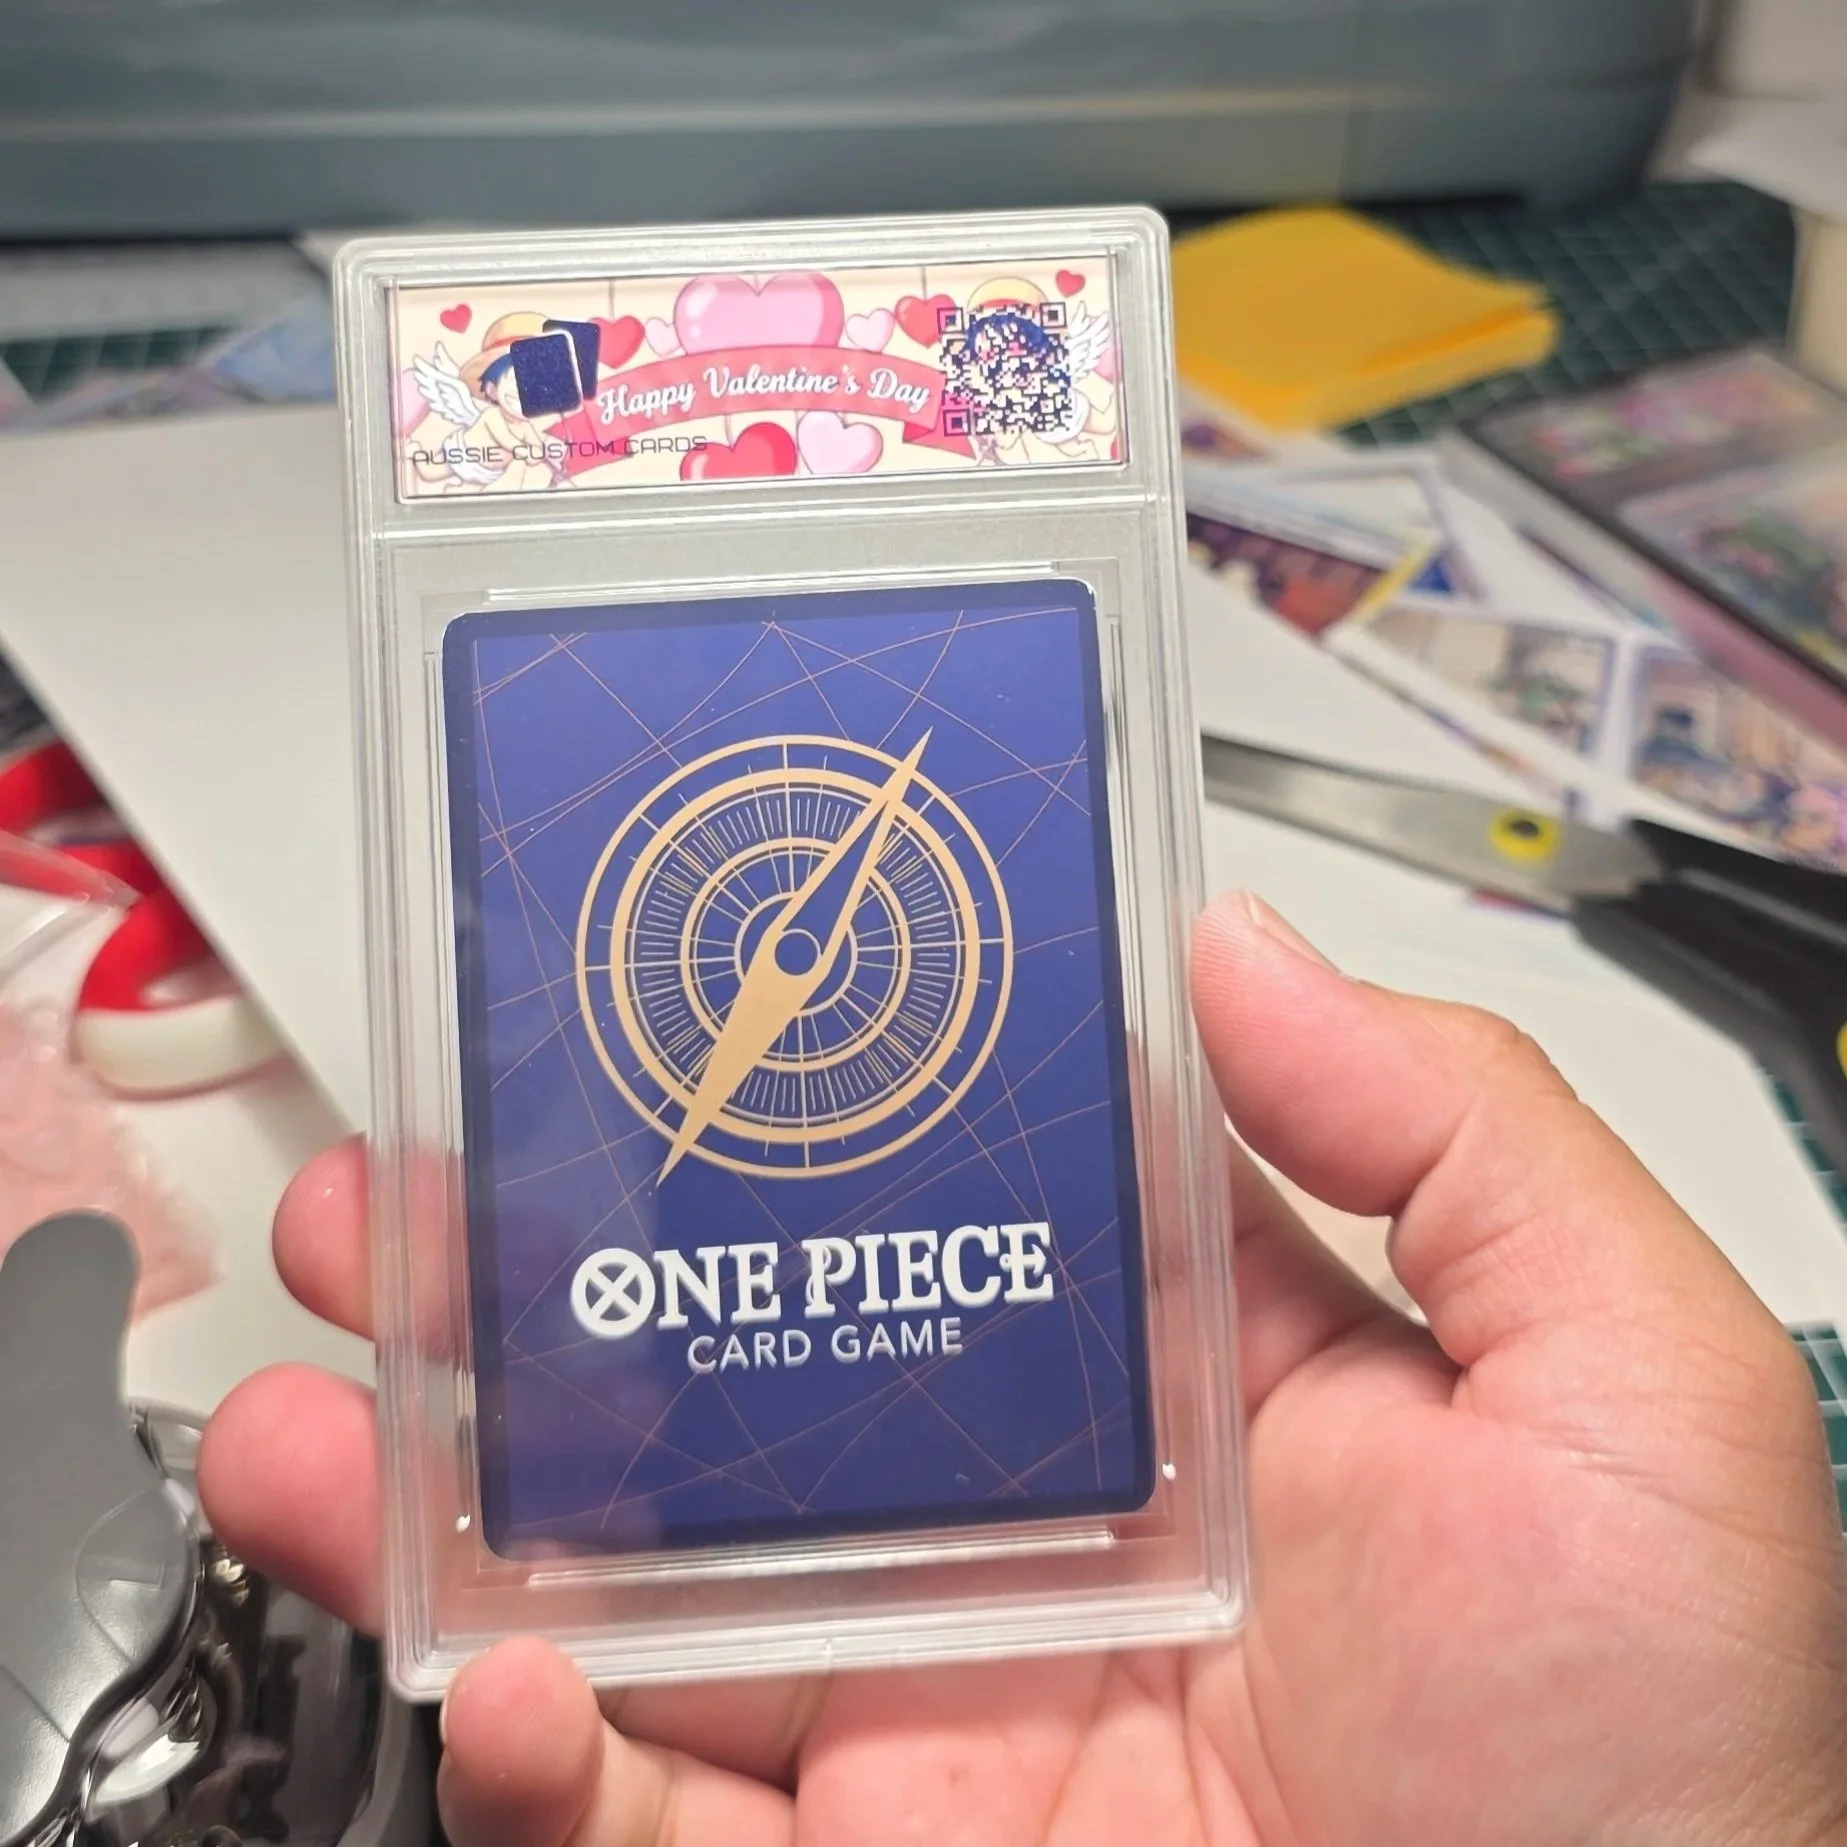 Happy Valentine's Day
AUSSIE CUSTOM CARDS
ONE PIECE
CARD GAME